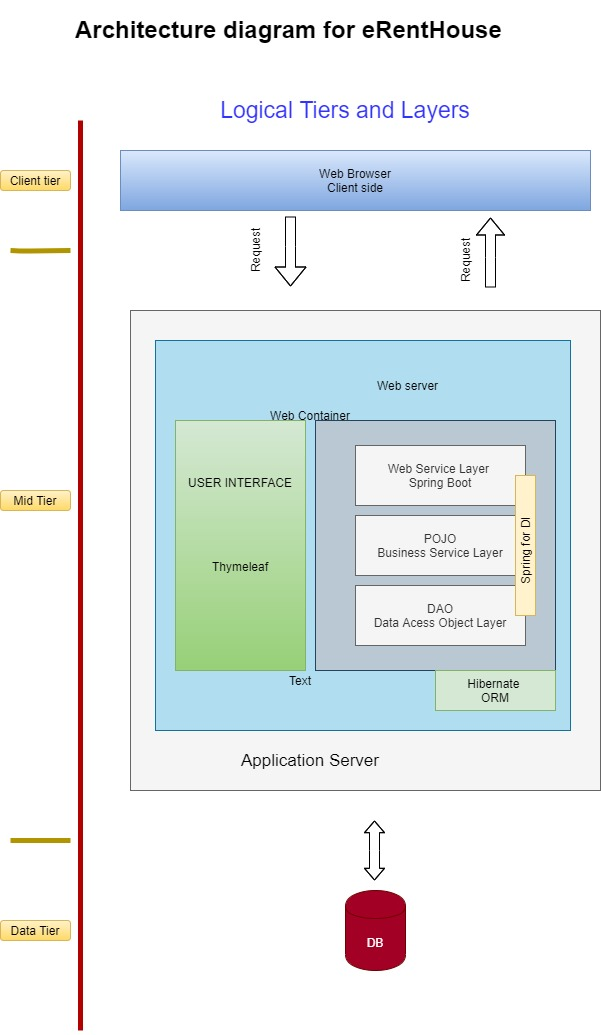 Architecture diagram for eRentHouse
Logical Tiers and Layers
Client tier
Web Browser
Client side
Request
Request
Web server
Web Container
USER INTERFACE
Thymeleaf
Web Service Layer
Spring Boot
POJO
Business Service Layer
DAO
Data Acess Object Layer
Spring for DI
Mid Tier
Text
Hibernate
ORM
Application Server
Data Tier
DB